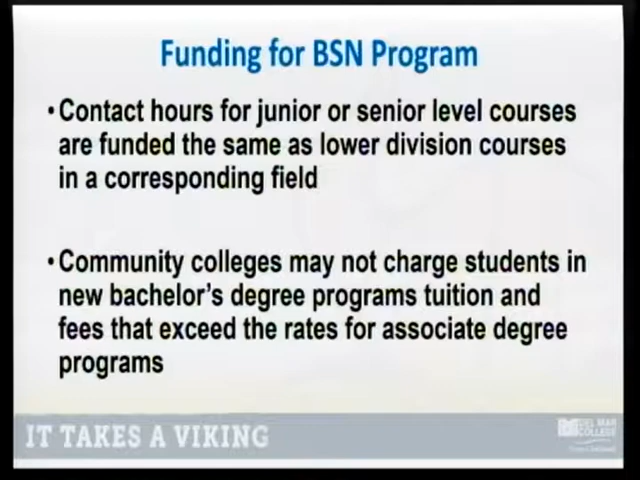 Funding for BSN Program
•Contact hours for junior or senior level courses
are funded the same as lower division courses
in a corresponding field
•Community colleges may not charge students in
new bachelor's degree programs tuition and
fees that exceed the rates for associate degree
programs
IT TAKES A VIKING
DEL MAR
COLLEGE